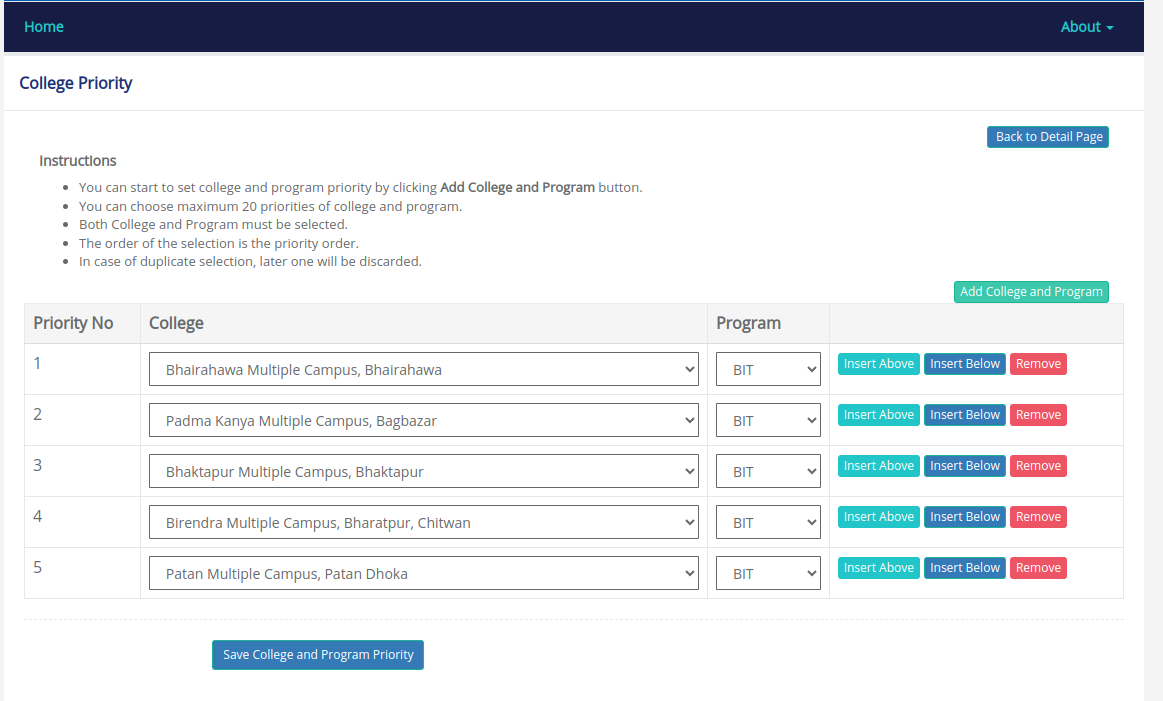 Home About
College Priority
Back to Detail Page
Instructions
You can start to set college and program priority by clicking Add College and Program button.
You can choose maximum 20 priorities of college and program.
Both College and Program must be selected.
The order of the selection is the priority order.
In case of duplicate selection, later one will be discarded.
Add College and Program
Priority No College Program
1 Bhairahawa Multiple Campus, Bhairahawa BIT Insert Above Insert Below Remove
2 Padma Kanya Multiple Campus, Bagbazar BIT Insert Above Insert Below Remove
3 Bhaktapur Multiple Campus, Bhaktapur BIT Insert Above Insert Below Remove
4 Birendra Multiple Campus, Bharatpur, Chitwan BIT Insert Above Insert Below Remove
5 Patan Multiple Campus, Patan Dhoka BIT Insert Above Insert Below Remove
Save College and Program Priority